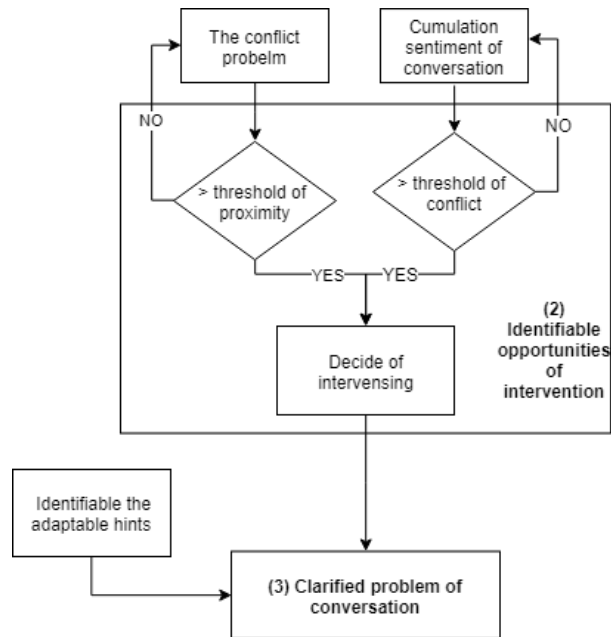 The conflict
probelm
Cumulation
sentiment of
conversation
NO
NO
> threshold of
proximity
> threshold of
conflict
YES
YES
(2)
Identifiable
opportunities
of
intervention
Decide of
intervensing
Identifiable the
adaptable hints
(3) Clarified problem of
conversation